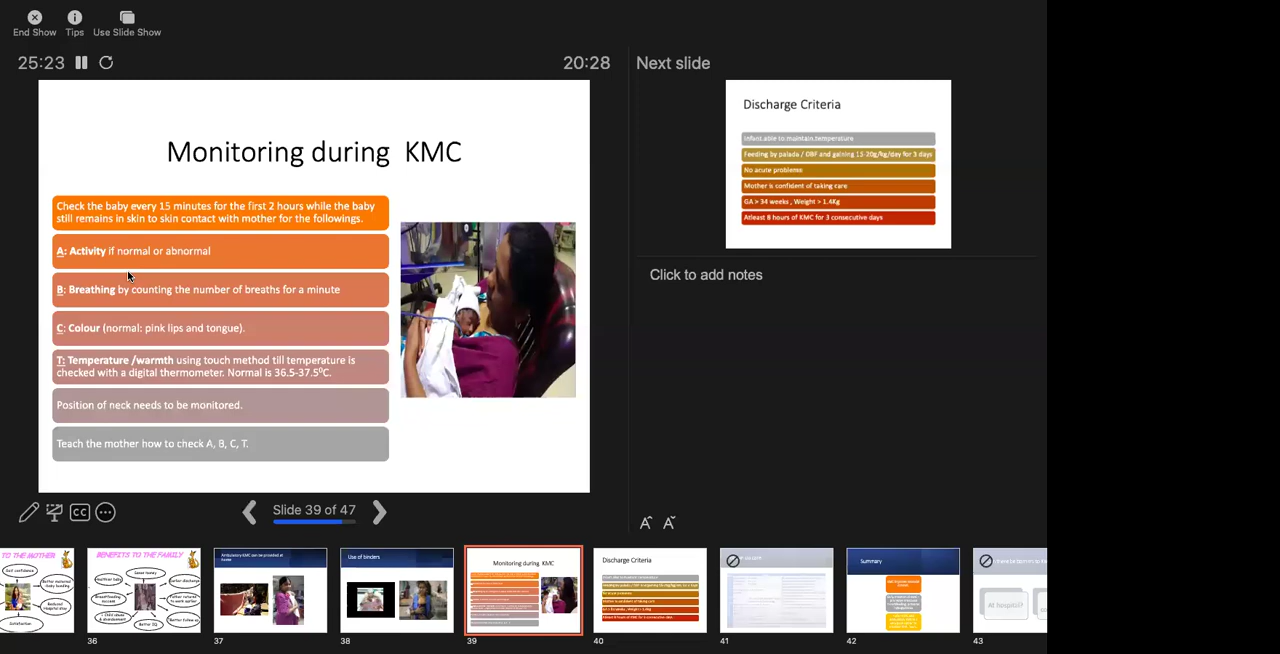 End Show Tips Use Slide Show
25:23 20:28 Next slide
Monitoring during KMC
Check the baby every 15 minutes for the first 2 hours while the baby
still remains in skin to skin contact with mother for the followings.
A: Activity if normal or abnormal
B: Breathing by counting the number of breaths for a minute
C: Colour (normal: pink lips and tongue).
T: Temperature /warmth using touch method till temperature is
checked with a digital thermometer. Normal is 36.5-37.5⁰C.
Position of neck needs to be monitored.
Teach the mother how to check A, B, C, T.
Discharge Criteria
Infant able to maintain temperature
Feeding by palada / DBF and gaining 15-20g/kg/day for 3 days
No acute problems
Mother is confident of taking care
GA > 34 weeks , Weight > 1.4Kg
Atleast 8 hours of KMC for 3 consecutive days
Click to add notes
CC
Slide 39 of 47
TO THE MOTHER
Self confidence
BENEFITS TO THE FAMILY
Ambulatory KMC can be provided at
home
Use of binders
Monitoring during KMC
Discharge Criteria
Summary
At hospital?
36 37 38 39 40 41 42 43